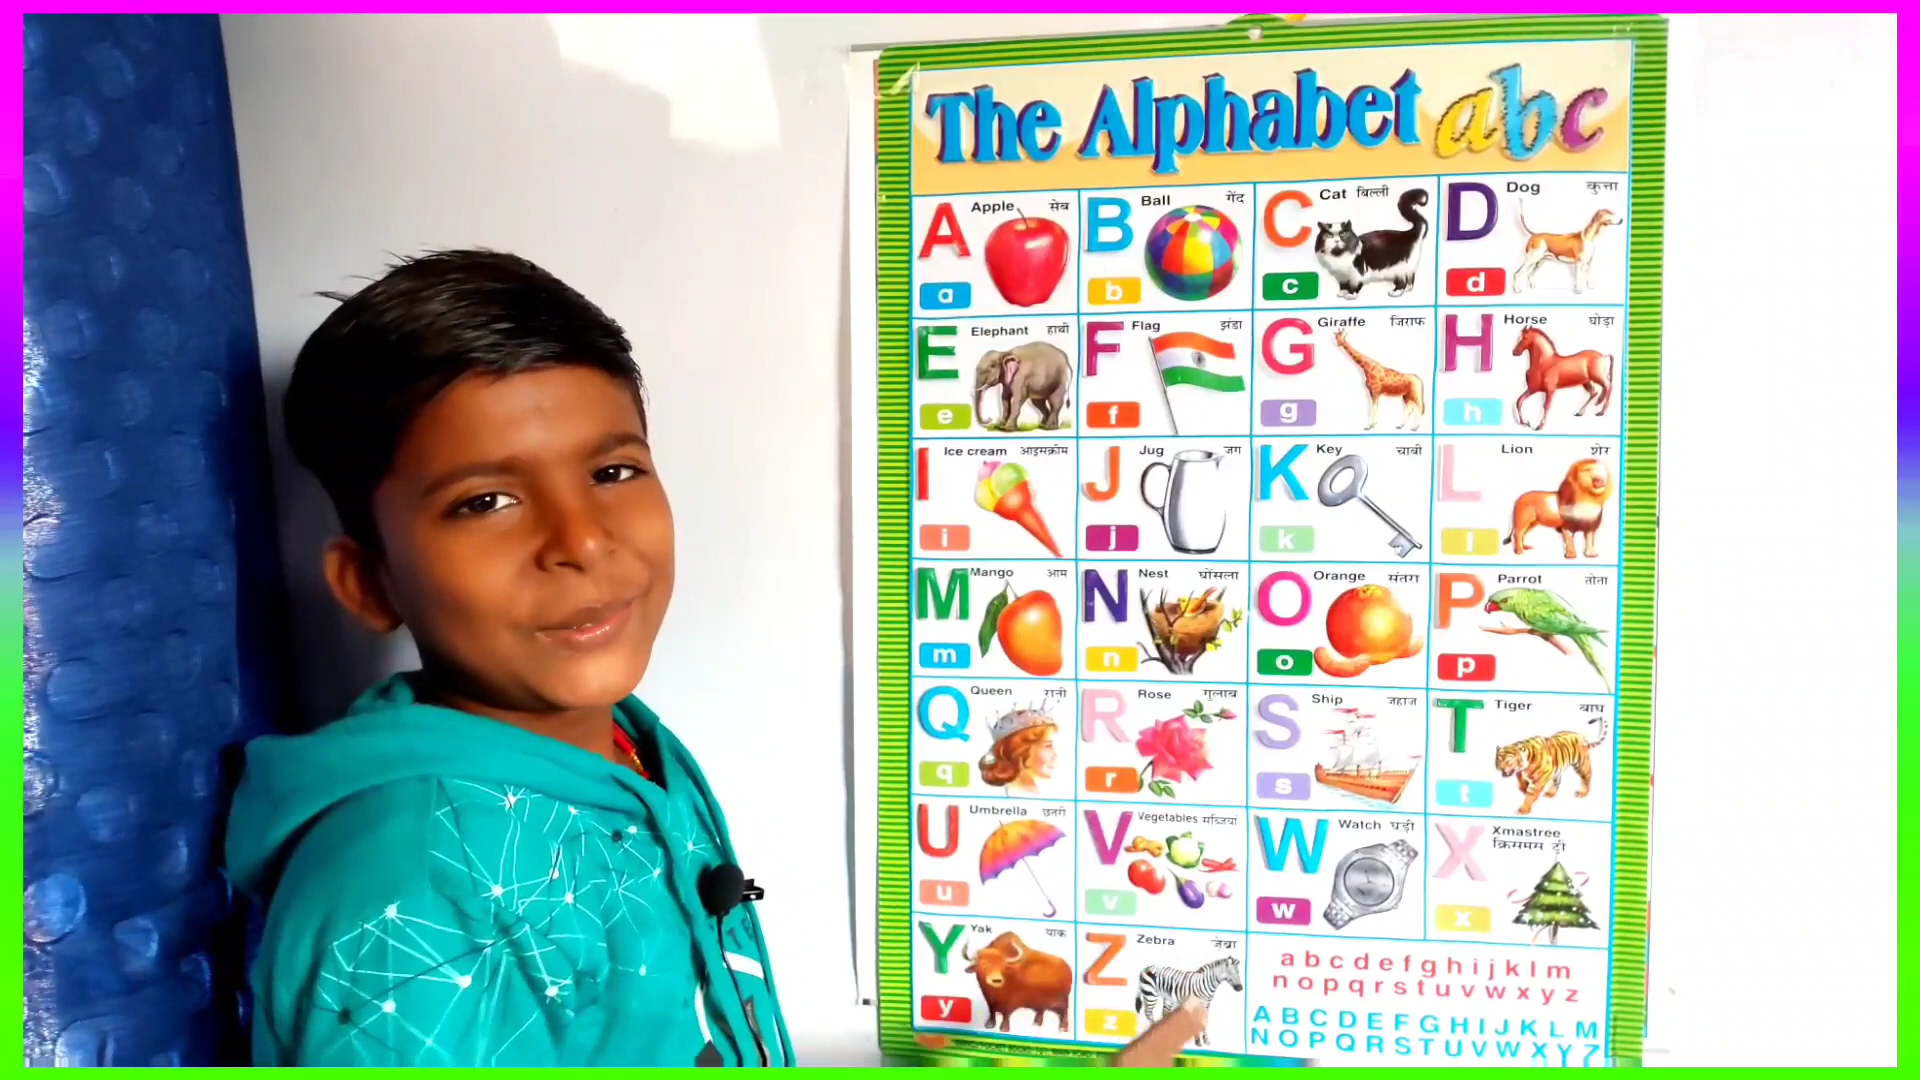 The Alphabet abc
A Apple सेब a
B Ball गेंद b
C Cat बिल्ली c
D Dog कुत्ता d
E Elephant हाथी e
F Flag झंडा f
G Giraffe जिराफ g
H Horse घोड़ा h
I Ice cream आइसक्रीम i
J Jug जग j
K Key चाबी k
L Lion शेर l
M Mango आम m
N Nest घोंसला n
O Orange संतरा o
P Parrot तोता p
Q Queen रानी q
R Rose गुलाब r
S Ship जहाज s
T Tiger बाघ t
U Umbrella छतरी u
V Vegetables सब्जियां v
W Watch घड़ी w
X Xmastree
क्रिसमस ट्री
x
Y Yak याक y
Z Zebra जेब्रा z
a b c d e f g h i j k l m
n o p q r s t u v w x y z
A B C D E F G H I J K L M
N O P Q R S T U V W X Y Z